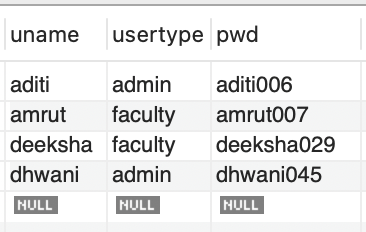 uname usertype pwd
aditi admin aditi006
amrut faculty amrut007
deeksha faculty deeksha029
dhwani admin dhwani045
NULL NULL NULL